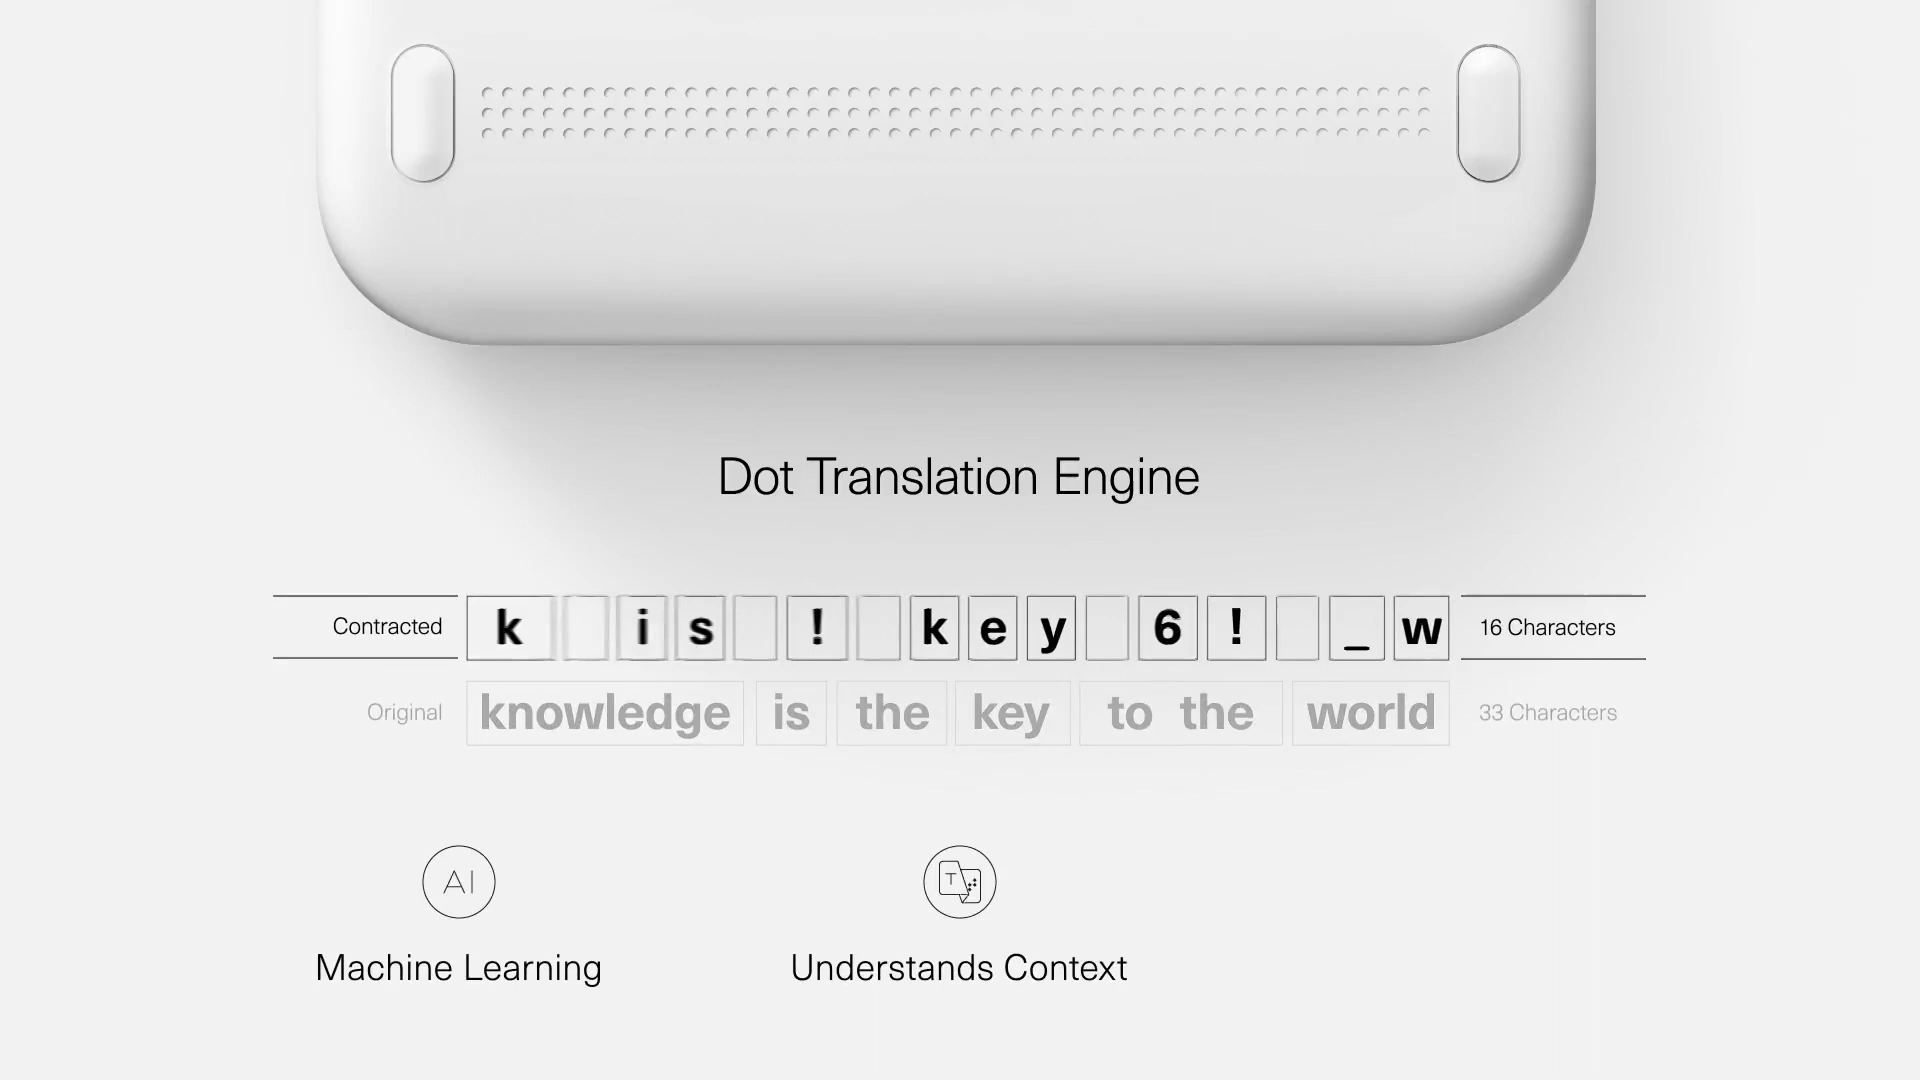 Dot Translation Engine
Contracted k is ! key 6! _w 16 Characters
Original knowledge is the key to the world 33 Characters
AI T
Machine Learning Understands Context